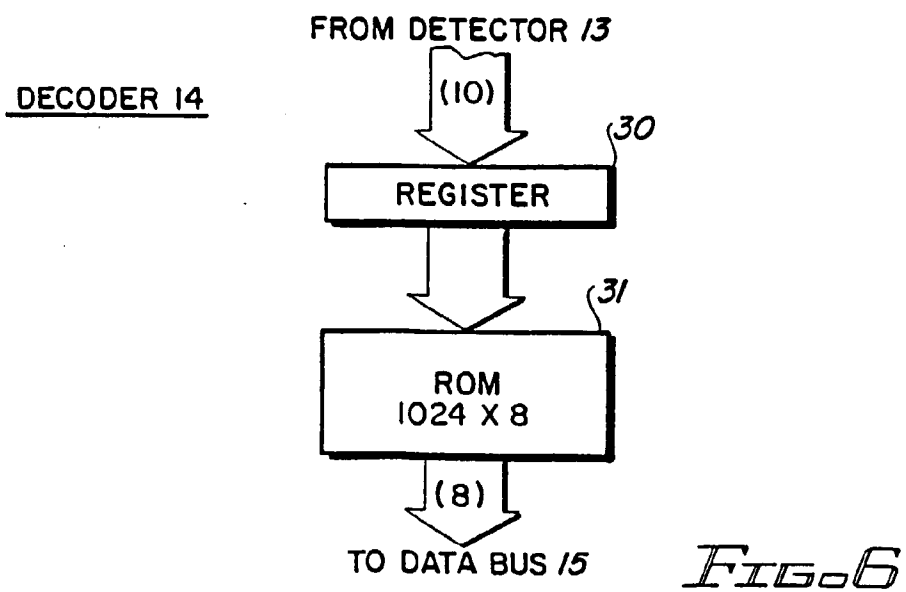 FROM DETECTOR 13
DECODER 14
(10)
30
REGISTER
31
ROM
1024 X 8
(8)
TO DATA BUS 15
FIG. 6